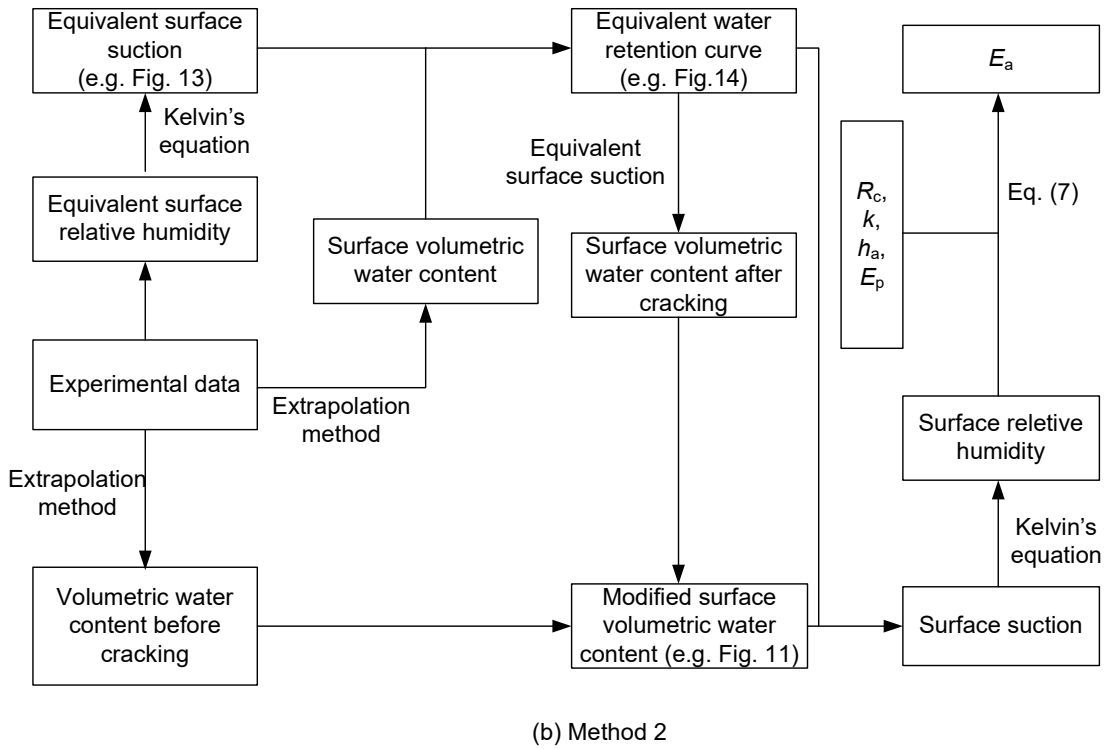 Equivalent surface
suction
(e.g. Fig. 13)
Equivalent water
retention curve
(e.g. Fig.14)
Ea
Kelvin's
equation
Equivalent
surface suction
Rc,
k,
ha,
Ep
Eq. (7)
Equivalent surface
relative humidity
Surface volumetric
water content
Surface volumetric
water content after
cracking
Experimental data
Extrapolation
method
Surface reletive
humidity
Extrapolation
method
Kelvin's
equation
Volumetric water
content before
cracking
Modified surface
volumetric water
content (e.g. Fig. 11)
Surface suction
(b) Method 2